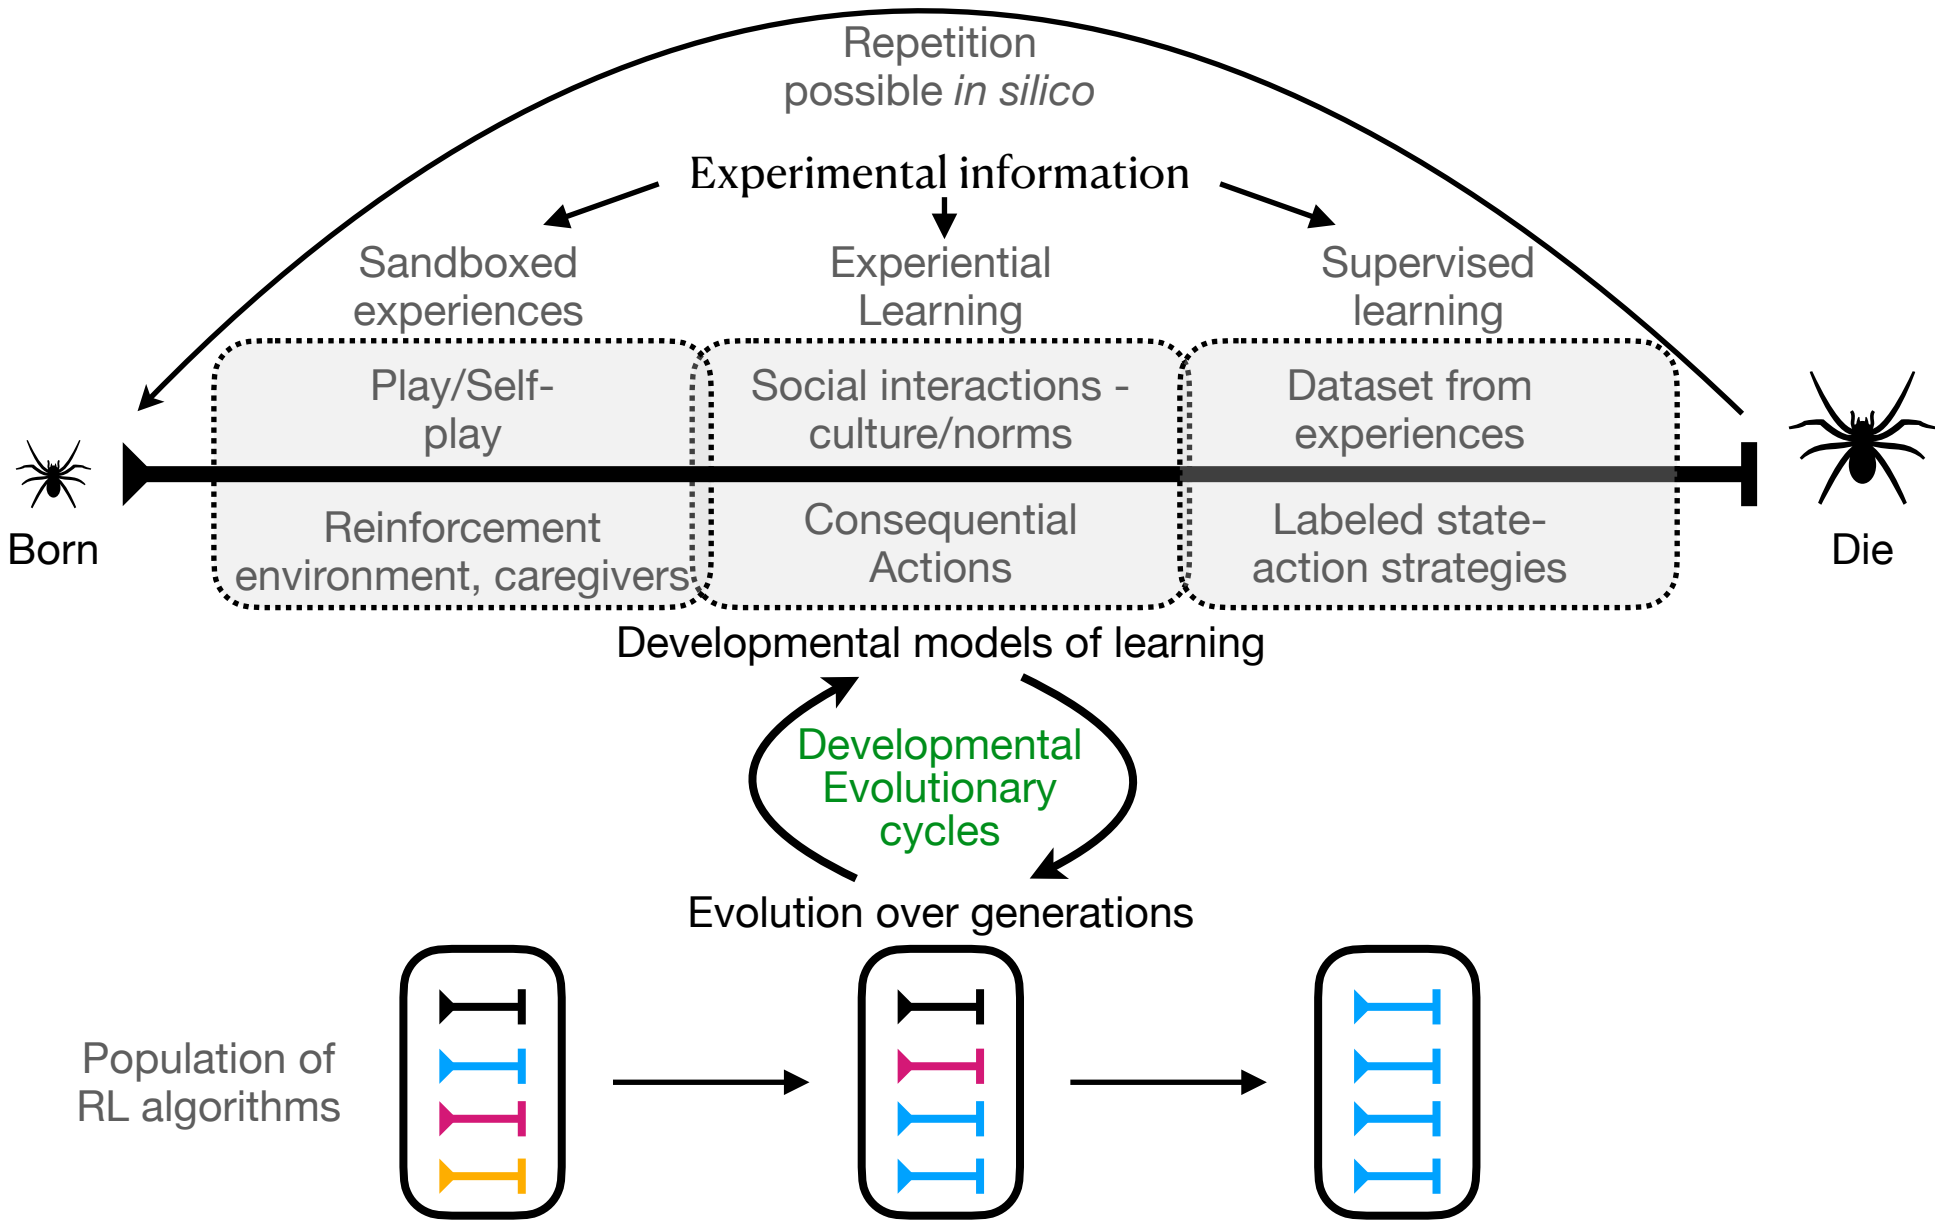 Repetition
possible in silico
Experimental information
Sandboxed
experiences
Experiential
Learning
Supervised
learning
Play/Self-
play
Social interactions -
culture/norms
Dataset from
experiences
Born
Reinforcement
environment, caregivers
Consequential
Actions
Labeled state-
action strategies
Die
Developmental models of learning
Developmental
Evolutionary
cycles
Evolution over generations
Population of
RL algorithms